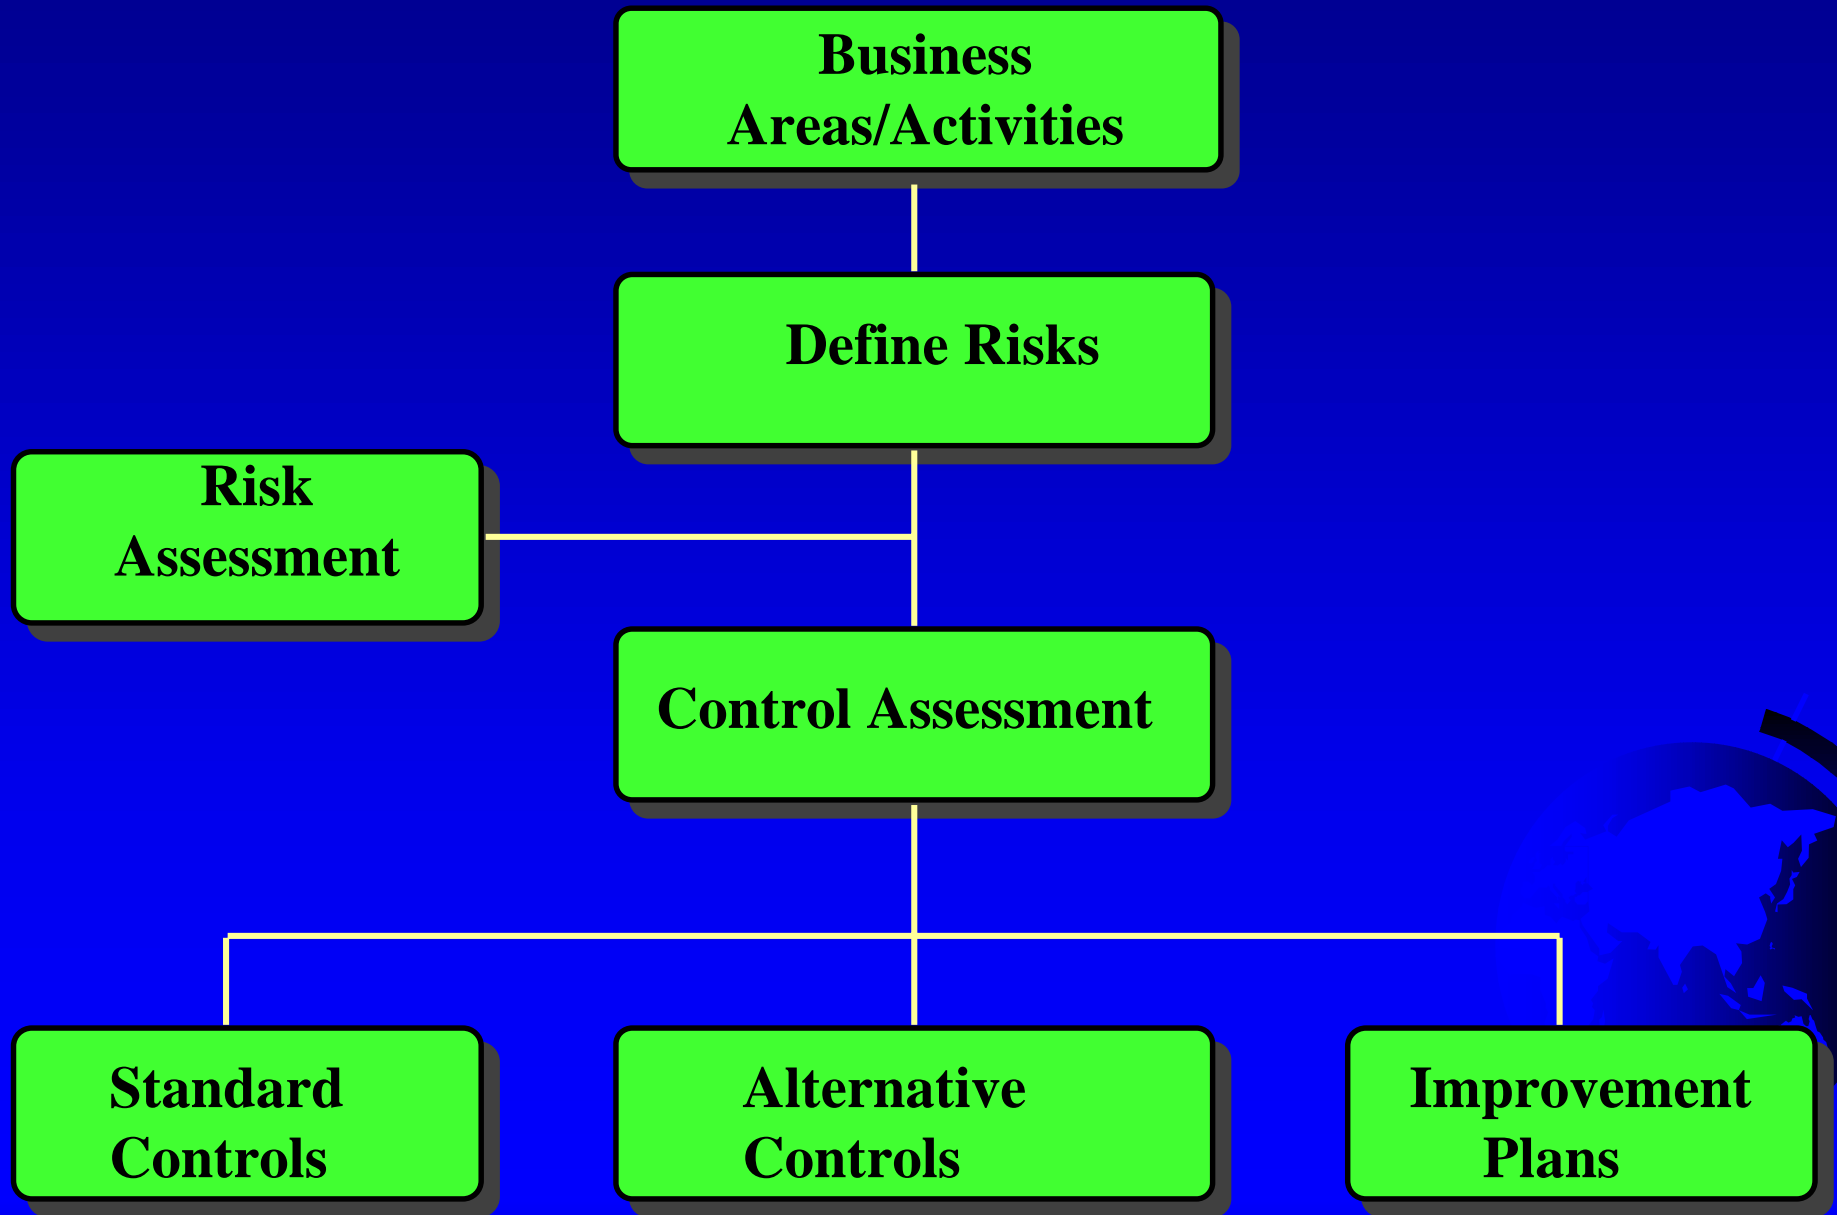 Business
Areas/Activities
Define Risks
Risk
Assessment
Control Assessment
Standard
Controls
Alternative
Controls
Improvement
Plans